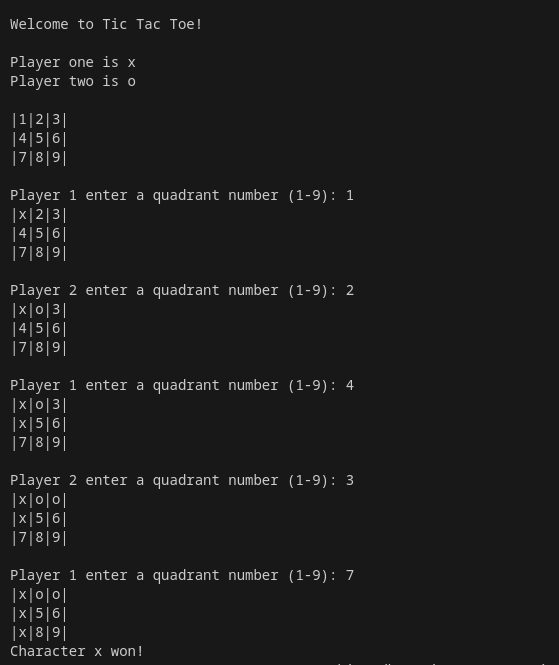 Welcome to Tic Tac Toe!
Player one is x
Player two is o
|1|2|3|
|4|5|6|
|7|8|9|
Player 1 enter a quadrant number (1-9): 1
|x|2|3|
|4|5|6|
|7|8|9|
Player 2 enter a quadrant number (1-9): 2
|x|o|3|
|4|5|6|
|7|8|9|
Player 1 enter a quadrant number (1-9): 4
|x|o|3|
|x|5|6|
|7|8|9|
Player 2 enter a quadrant number (1-9): 3
|x|o|o|
|x|5|6|
|7|8|9|
Player 1 enter a quadrant number (1-9): 7
|x|o|o|
|x|5|6|
|x|8|9|
Character x won!